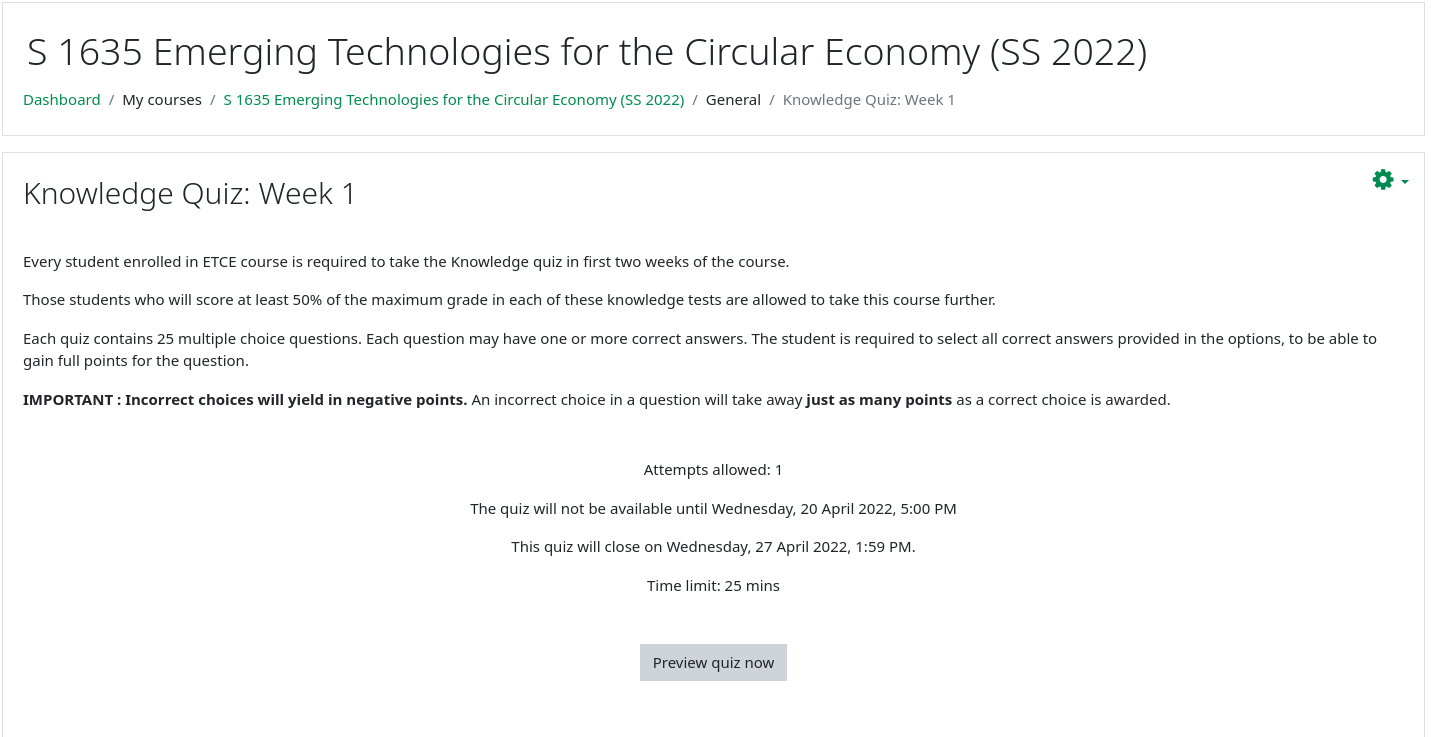 S 1635 Emerging Technologies for the Circular Economy (SS 2022)
Dashboard / My courses / S 1635 Emerging Technologies for the Circular Economy (SS 2022) / General / Knowledge Quiz: Week 1
Knowledge Quiz: Week 1
Every student enrolled in ETCE course is required to take the Knowledge quiz in first two weeks of the course.
Those students who will score at least 50% of the maximum grade in each of these knowledge tests are allowed to take this course further.
Each quiz contains 25 multiple choice questions. Each question may have one or more correct answers. The student is required to select all correct answers provided in the options, to be able to
gain full points for the question.
IMPORTANT : Incorrect choices will yield in negative points. An incorrect choice in a question will take away just as many points as a correct choice is awarded.
Attempts allowed: 1
The quiz will not be available until Wednesday, 20 April 2022, 5:00 PM
This quiz will close on Wednesday, 27 April 2022, 1:59 PM.
Time limit: 25 mins
Preview quiz now